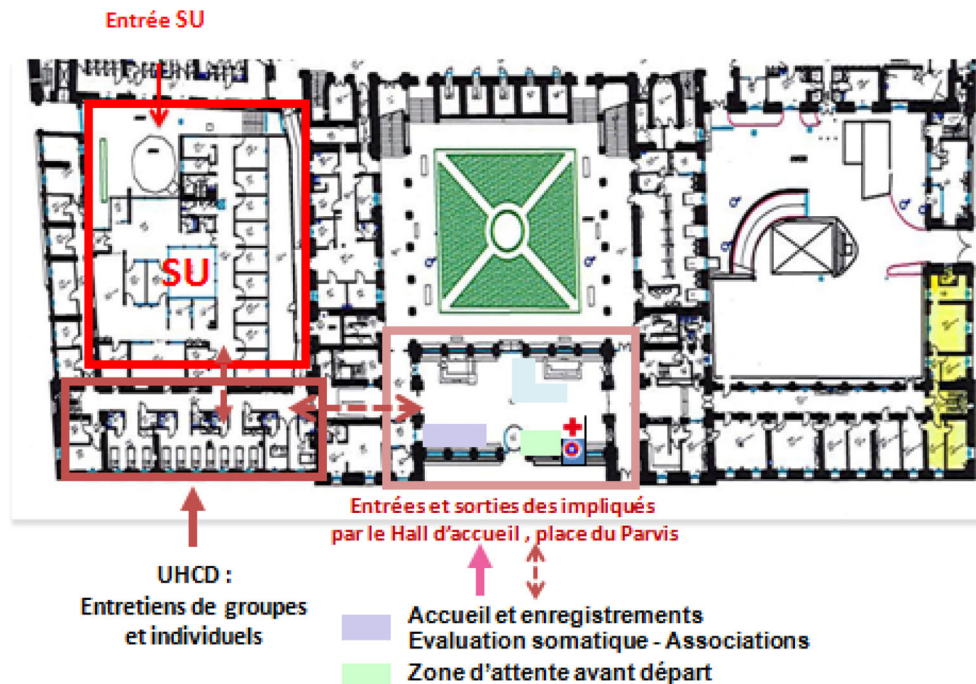 Entrée SU
SU
Entrées et sorties des impliqués
par le Hall d'accueil , place du Parvis
UHCD :
Entretiens de groupes
et individuels
Accueil et enregistrements
Evaluation somatique - Associations
Zone d'attente avant départ